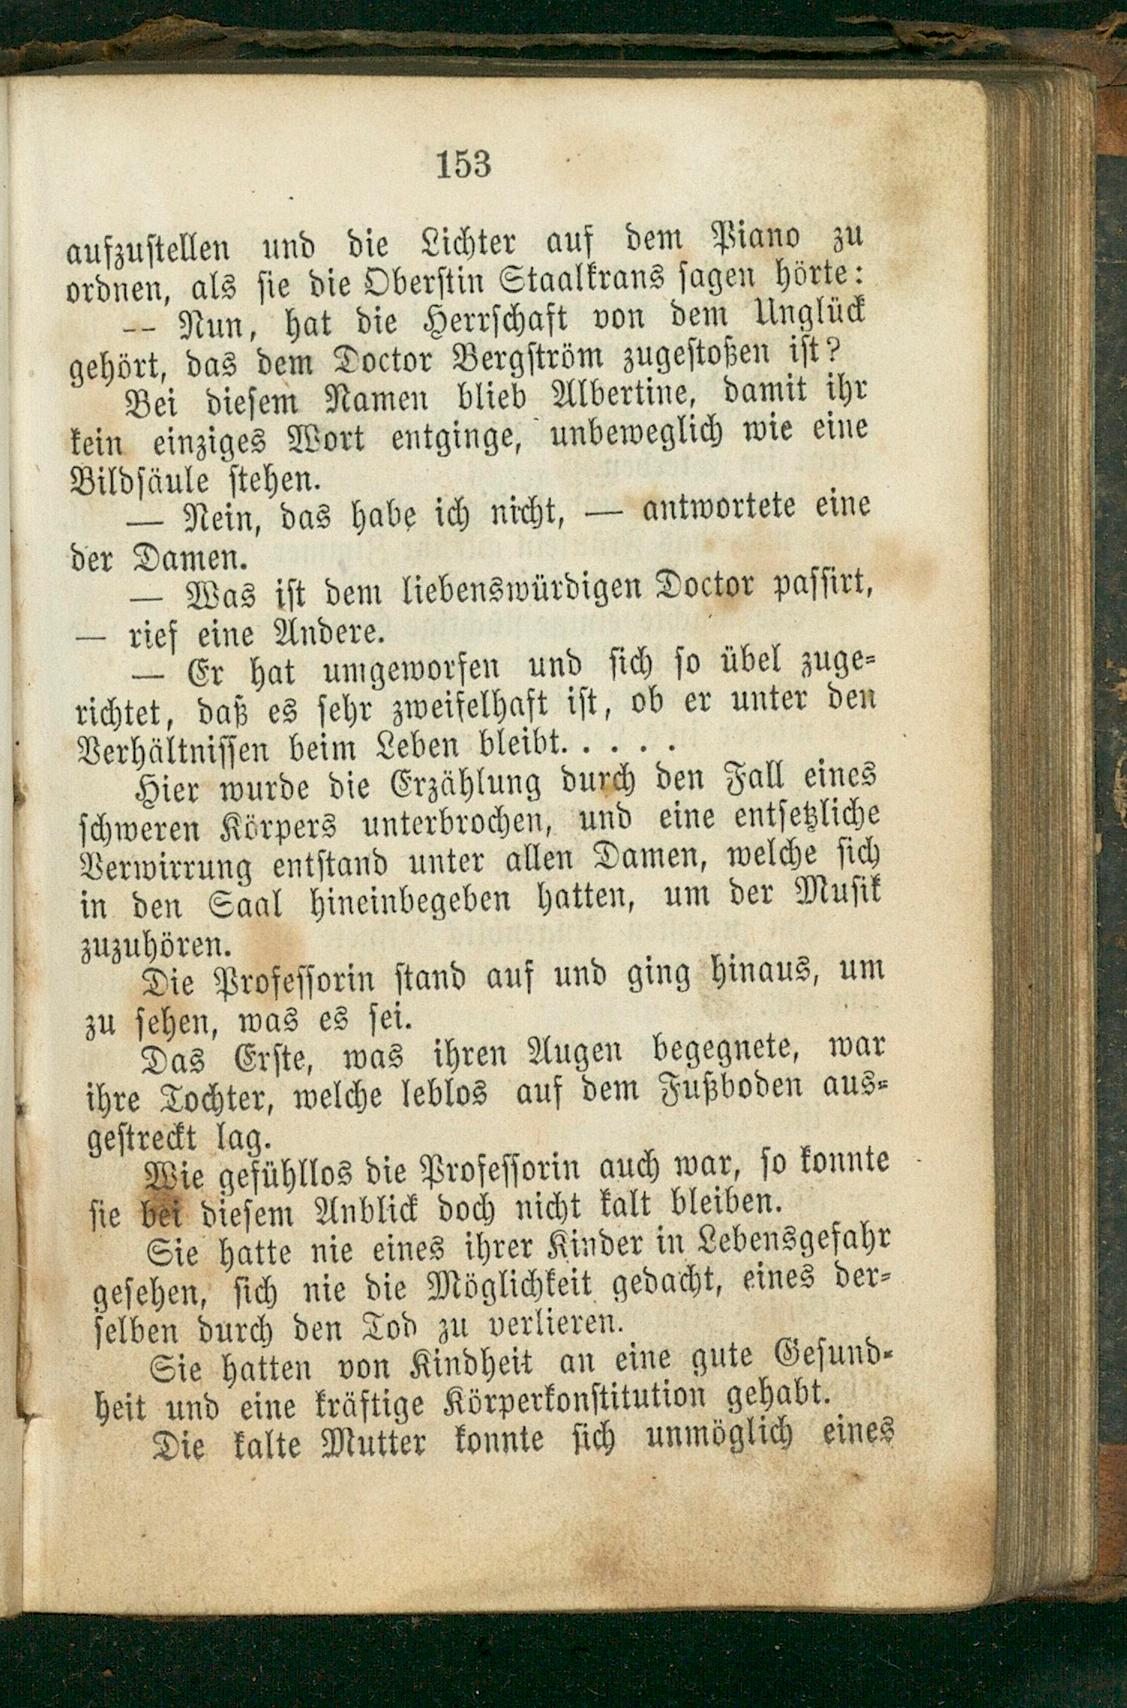 153
aufzustellen und die Lichter auf dem Piano zu
ordnen, als sie die Oberstin Staalkrans sagen hörte:
— Nun, hat die Herrschaft von dem Unglück
gehört, das dem Doctor Bergström zugestoßen ist?
Bei diesem Namen blieb Albertine, damit ihr
kein einziges Wort entginge, unbeweglich wie eine
Bildsäule stehen.
— Nein, das habe ich nicht, — antwortete eine
der Damen.
— Was ist dem liebenswürdigen Doctor passirt,
— rief eine Andere.
— Er hat umgeworfen und sich so übel zuge-
richtet, daß es sehr zweifelhaft ist, ob er unter den
Verhältnissen beim Leben bleibt. . . . .
Hier wurde die Erzählung durch den Fall eines
schweren Körpers unterbrochen, und eine entsetzliche
Verwirrung entstand unter allen Damen, welche sich
in den Saal hineinbegeben hatten, um der Musik
zuzuhören.
Die Professorin stand auf und ging hinaus, um
zu sehen, was es sei.
Das Erste, was ihren Augen begegnete, war
ihre Tochter, welche leblos auf dem Fußboden aus-
gestreckt lag.
Wie gefühllos die Professorin auch war, so konnte
sie bei diesem Anblick doch nicht kalt bleiben.
Sie hatte nie eines ihrer Kinder in Lebensgefahr
gesehen, sich nie die Möglichkeit gedacht, eines der-
selben durch den Tod zu verlieren.
Sie hatten von Kindheit an eine gute Gesund-
heit und eine kräftige Körperkonstitution gehabt.
Die kalte Mutter konnte sich unmöglich eines